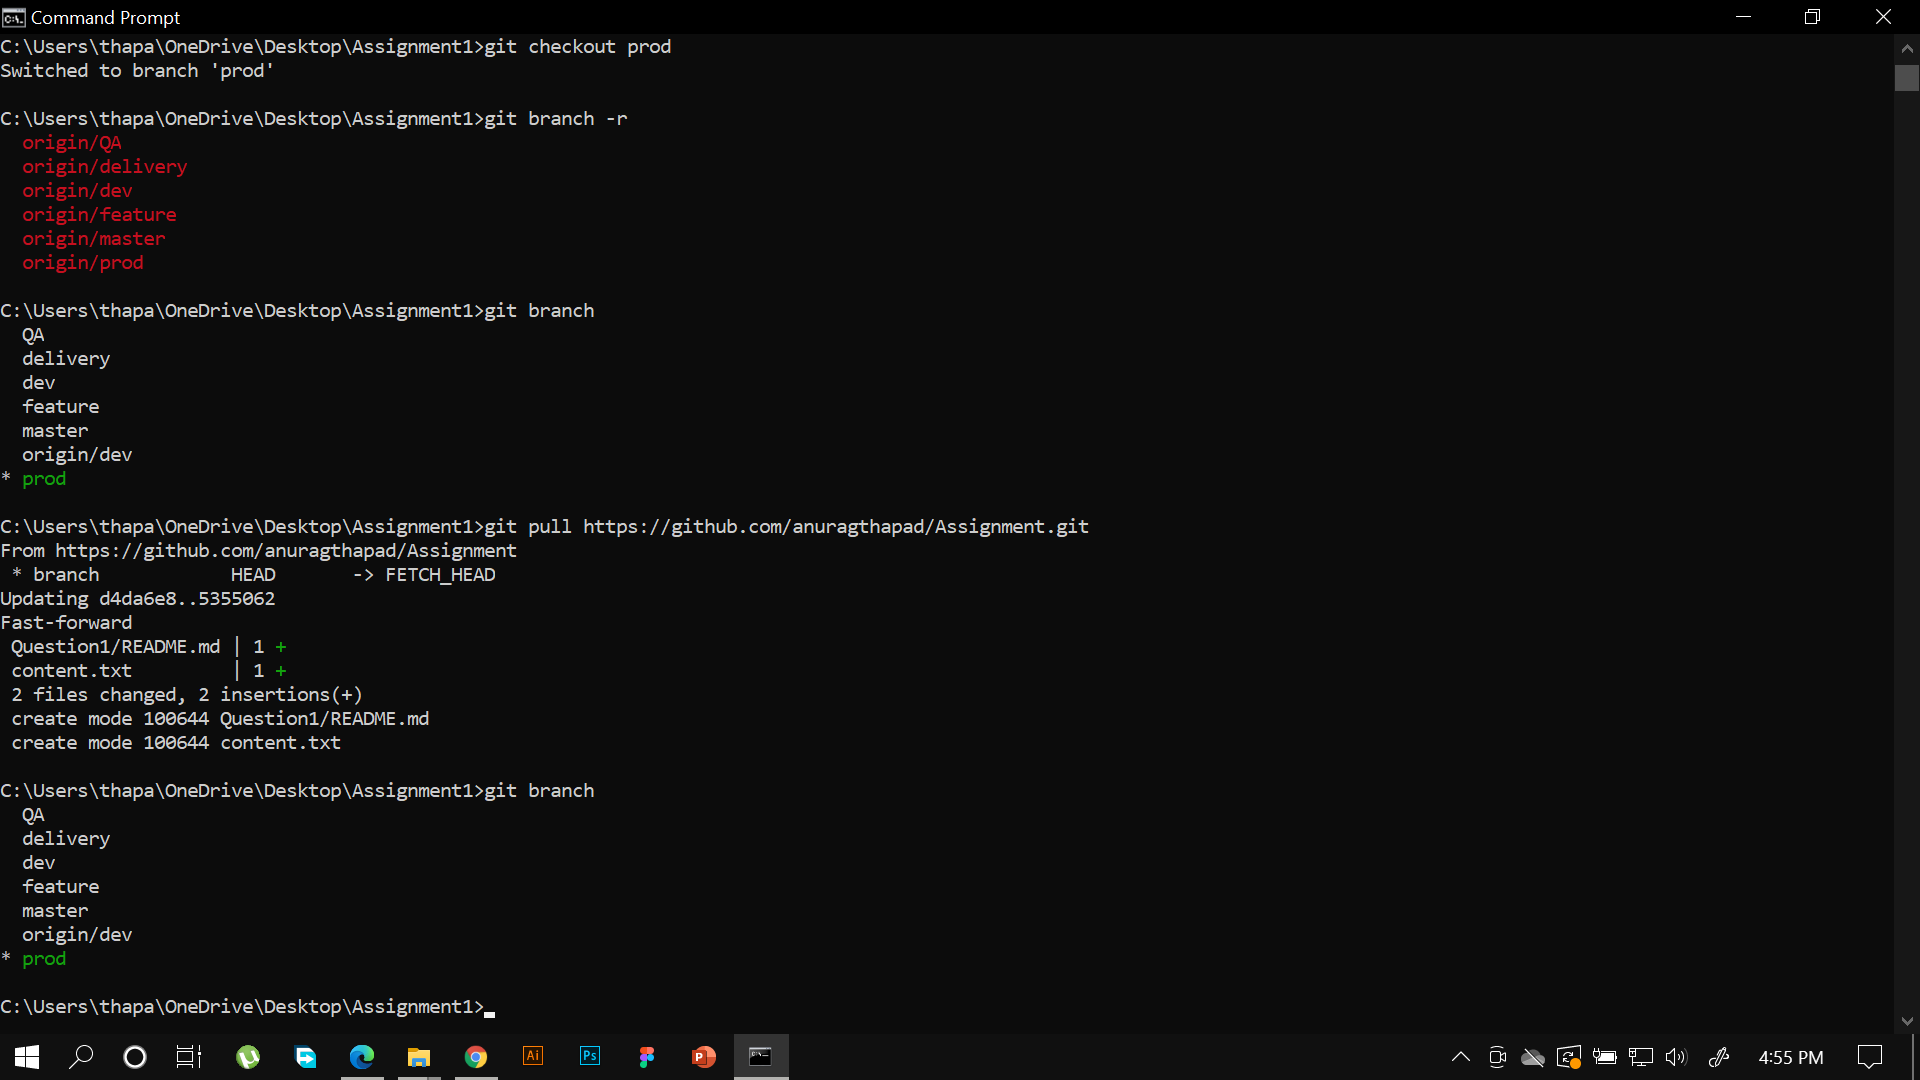 Command Prompt
C:\Users\thapa\OneDrive\Desktop\Assignment1>git checkout prod
Switched to branch 'prod'
C:\Users\thapa\OneDrive\Desktop\Assignment1>git branch -r
origin/QA
origin/delivery
origin/dev
origin/feature
origin/master
origin/prod
C:\Users\thapa\OneDrive\Desktop\Assignment1>git branch
QA
delivery
dev
feature
master
origin/dev
* prod
C:\Users\thapa\OneDrive\Desktop\Assignment1>git pull https://github.com/anuragthapad/Assignment.git
From https://github.com/anuragthapad/Assignment
* branch            HEAD       -> FETCH_HEAD
Updating d4da6e8..5355062
Fast-forward
Question1/README.md | 1 +
content.txt         | 1 +
2 files changed, 2 insertions(+)
create mode 100644 Question1/README.md
create mode 100644 content.txt
C:\Users\thapa\OneDrive\Desktop\Assignment1>git branch
QA
delivery
dev
feature
master
origin/dev
* prod
C:\Users\thapa\OneDrive\Desktop\Assignment1>
Ai Ps P 4:55 PM